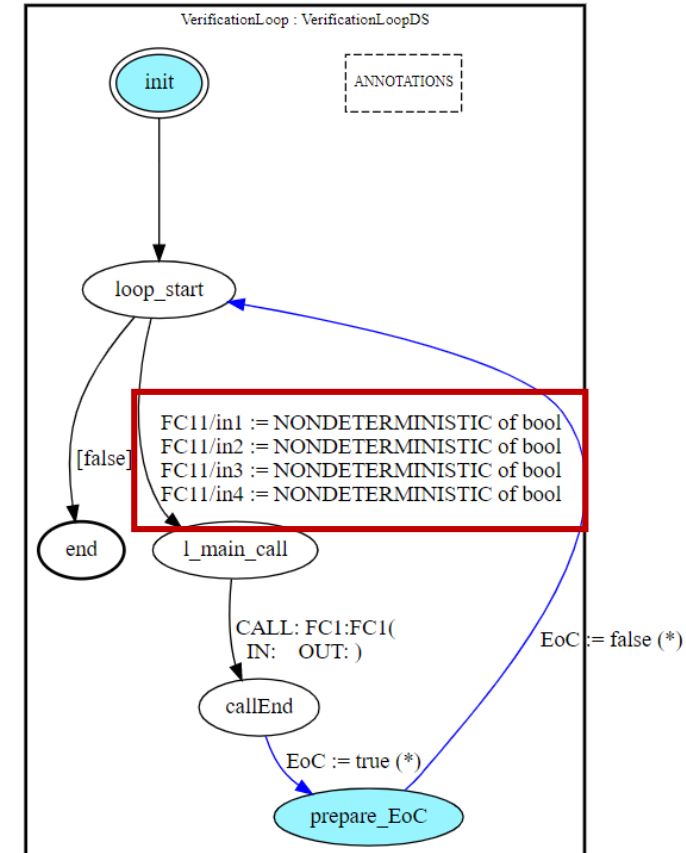 VerificationLoop : VerificationLoopDS
init
ANNOTATIONS
loop_start
FC11/in1 := NONDETERMINISTIC of bool
FC11/in2 := NONDETERMINISTIC of bool
[false]
FC11/in3 := NONDETERMINISTIC of bool
FC11/in4 := NONDETERMINISTIC of bool
end
l_main_call
CALL: FC1:FC1(
IN: OUT: )
EoC := false (*)
callEnd
EoC := true (*)
prepare_EoC